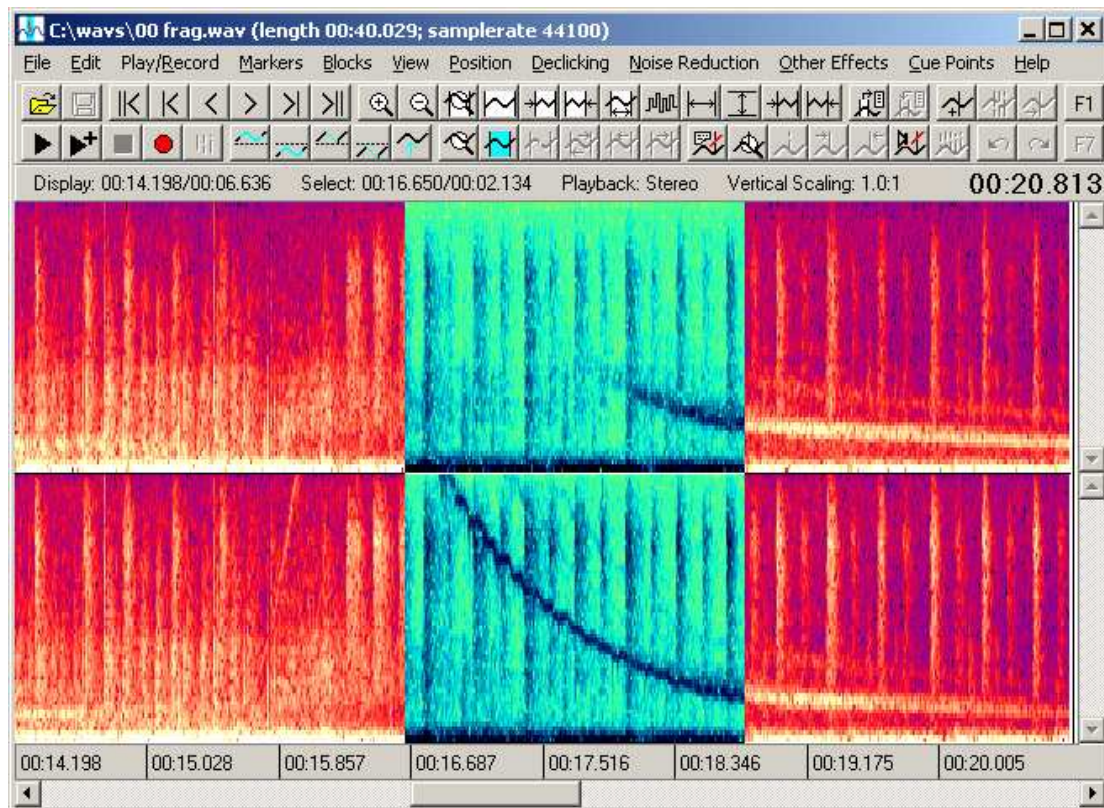 C:\wavs\00 frag.wav (length 00:40.029; samplerate 44100)
File Edit Play/Record Markers Blocks View Position Declicking Noise Reduction Other Effects Cue Points Help
F1
F7
Display: 00:14.198/00:06.636 Select: 00:16.650/00:02.134 Playback: Stereo Vertical Scaling: 1.0:1 00:20.813
00:14.198 00:15.028 00:15.857 00:16.687 00:17.516 00:18.346 00:19.175 00:20.005